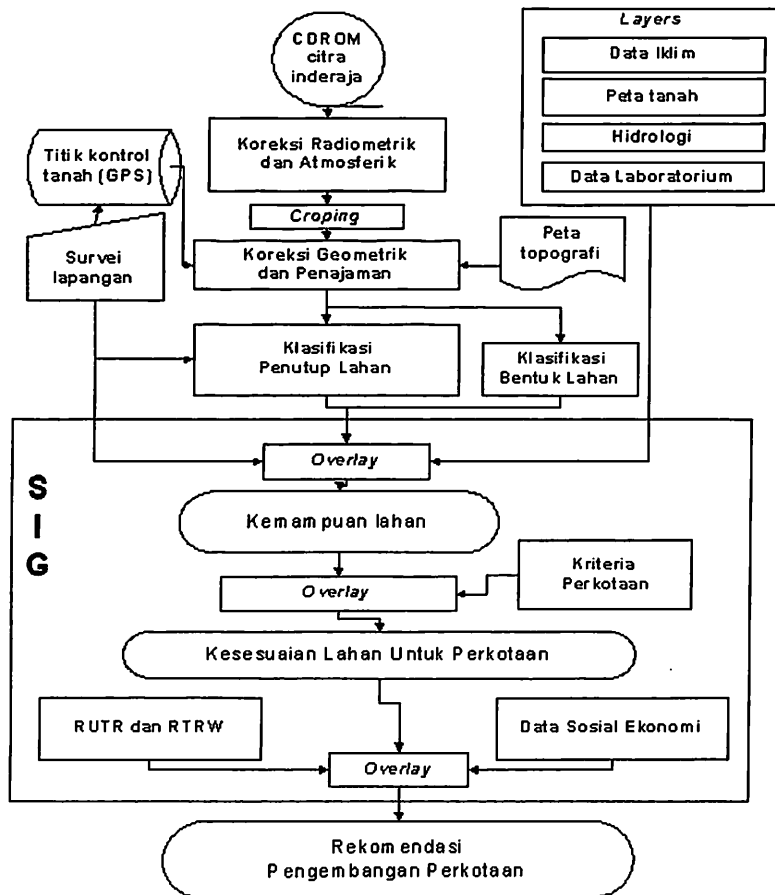 CDROM
citra
inderaja
Layers
Data Iklim
Peta tanah
Hidrologi
Data Laboratorium
Koreksi Radiometrik
dan Atmosferik
Titik kontrol
tanah (GPS)
Croping
Survei
lapangan
Koreksi Geometrik
dan Penajaman
Peta
topografi
Klasifikasi
Penutup Lahan
Klasifikasi
Bentuk Lahan
SIG
Overlay
Kemampuan lahan
Overlay
Kriteria
Perkotaan
Kesesuaian Lahan Untuk Perkotaan
RUTR dan RTRW
Data Sosial Ekonomi
Overlay
Rekomendasi
Pengembangan Perkotaan